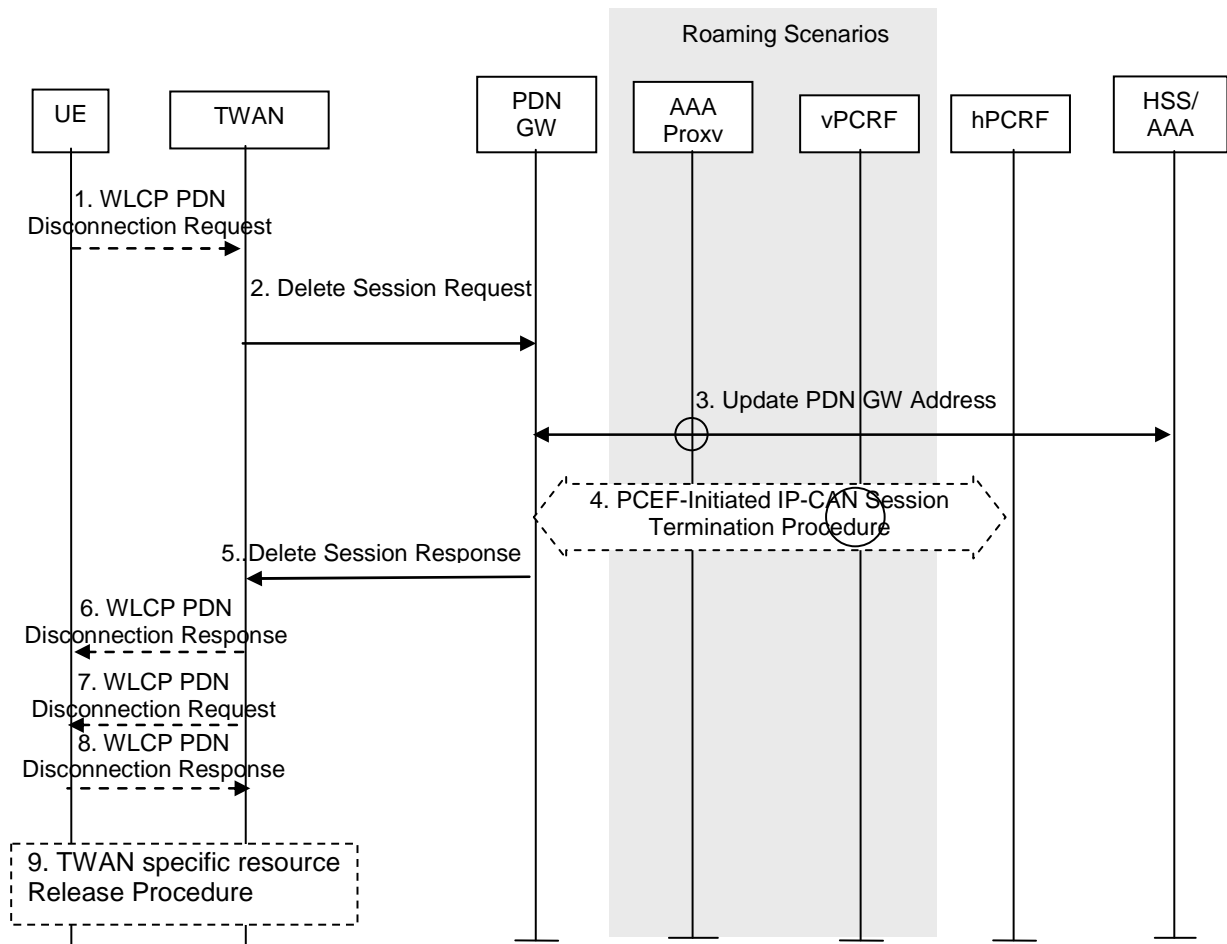 Roaming Scenarios
UE
TWAN
PDN
GW
AAA
Proxy
vPCRF
hPCRF
HSS/
AAA
1. WLCP PDN
Disconnection Request
2. Delete Session Request
3. Update PDN GW Address
4. PCEF-Initiated IP-CAN Session
Termination Procedure
5. Delete Session Response
6. WLCP PDN
Disconnection Response
7. WLCP PDN
Disconnection Request
8. WLCP PDN
Disconnection Response
9. TWAN specific resource
Release Procedure